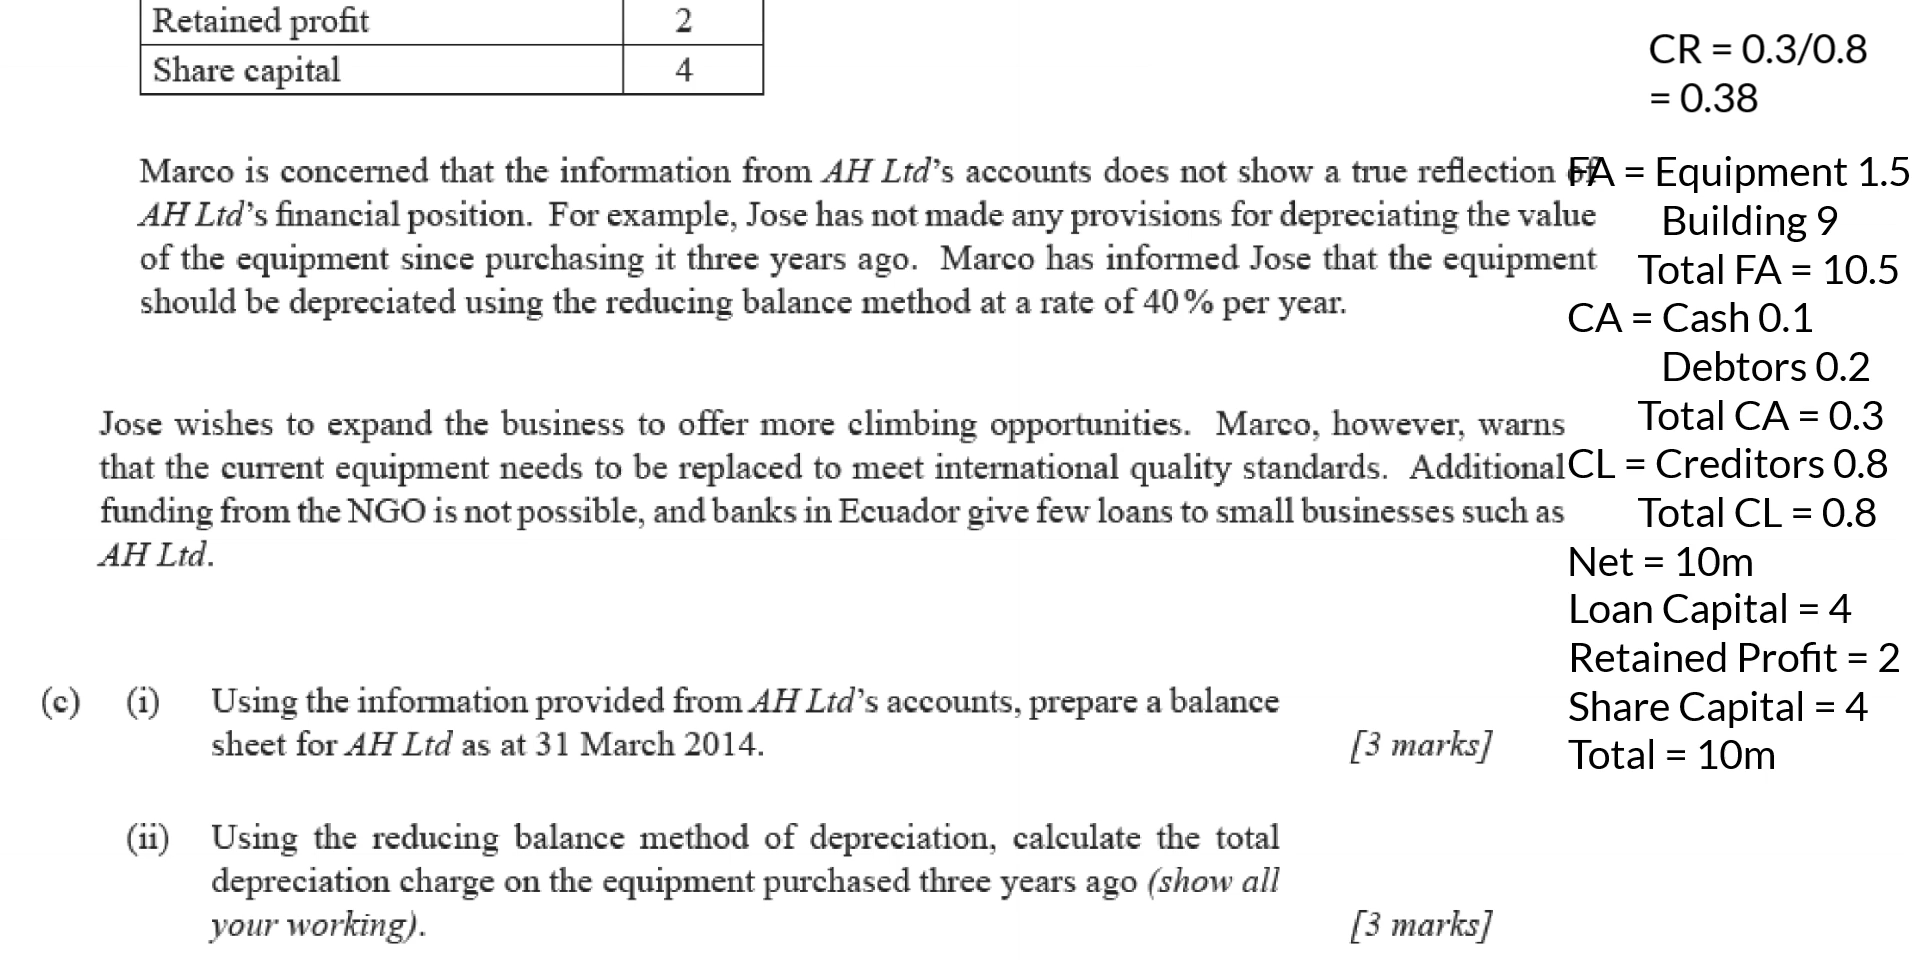 Retained profit 2
Share capital 4
CR = 0.3/0.8
= 0.38
Marco is concerned that the information from AH Ltd's accounts does not show a true reflection of
AH Ltd's financial position. For example, Jose has not made any provisions for depreciating the value
of the equipment since purchasing it three years ago. Marco has informed Jose that the equipment
should be depreciated using the reducing balance method at a rate of 40% per year.
Jose wishes to expand the business to offer more climbing opportunities. Marco, however, warns
that the current equipment needs to be replaced to meet international quality standards. Additional
funding from the NGO is not possible, and banks in Ecuador give few loans to small businesses such as
AH Ltd.
FA = Equipment 1.5
Building 9
Total FA = 10.5
CA = Cash 0.1
Debtors 0.2
Total CA = 0.3
CL = Creditors 0.8
Total CL = 0.8
Net = 10m
Loan Capital = 4
Retained Profit = 2
Share Capital = 4
Total = 10m
(c) (i) Using the information provided from AH Ltd's accounts, prepare a balance
sheet for AH Ltd as at 31 March 2014. [3 marks]
(ii) Using the reducing balance method of depreciation, calculate the total
depreciation charge on the equipment purchased three years ago (show all
your working). [3 marks]